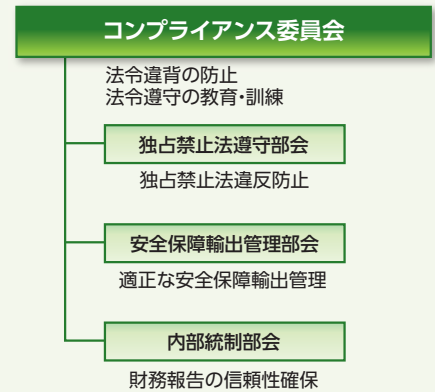 コンプライアンス委員会
法令違背の防止
法令遵守の教育・訓練
独占禁止法遵守部会
独占禁止法違反防止
安全保障輸出管理部会
適正な安全保障輸出管理
内部統制部会
財務報告の信頼性確保